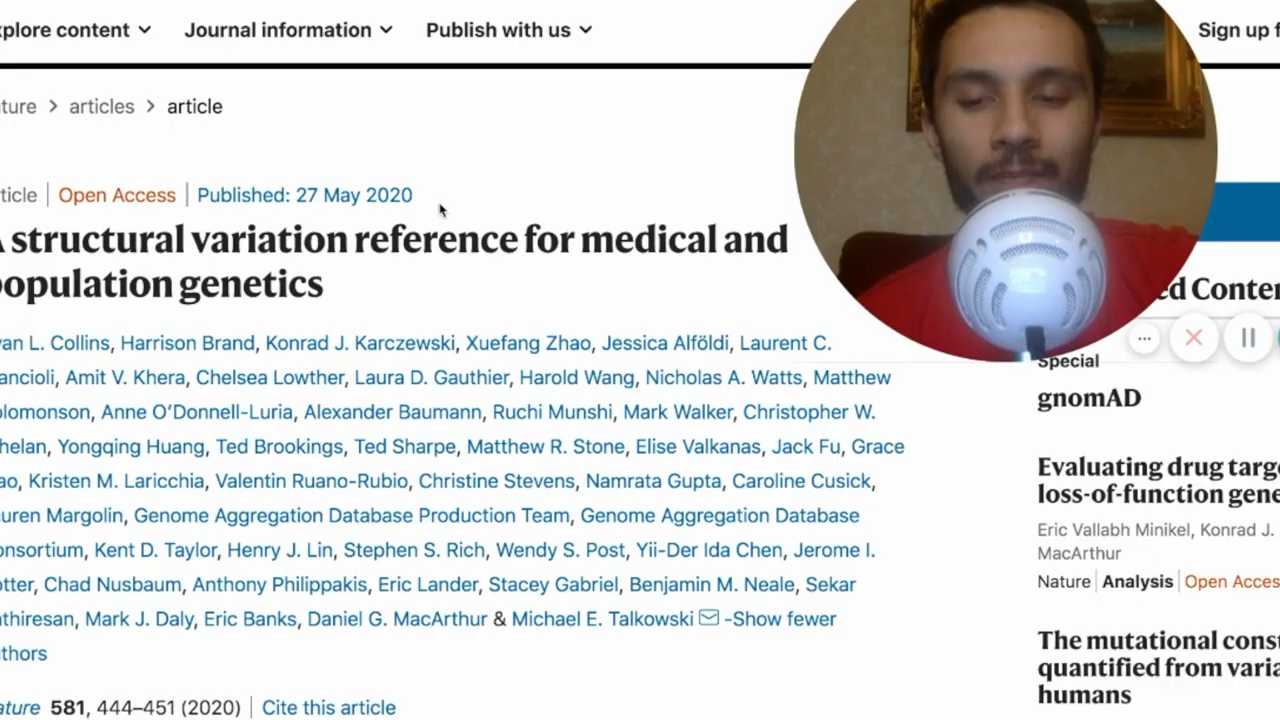 xplore content Journal information Publish with us Sign up f
ture > articles > article
ticle | Open Access | Published: 27 May 2020
A structural variation reference for medical and
population genetics
ed Conten
yan L. Collins, Harrison Brand, Konrad J. Karczewski, Xuefang Zhao, Jessica Alföldi, Laurent C.
ancioli, Amit V. Khera, Chelsea Lowther, Laura D. Gauthier, Harold Wang, Nicholas A. Watts, Matthew
olomonson, Anne O’Donnell-Luria, Alexander Baumann, Ruchi Munshi, Mark Walker, Christopher W.
helan, Yongqing Huang, Ted Brookings, Ted Sharpe, Matthew R. Stone, Elise Valkanas, Jack Fu, Grace
ao, Kristen M. Laricchia, Valentin Ruano-Rubio, Christine Stevens, Namrata Gupta, Caroline Cusick,
uren Margolin, Genome Aggregation Database Production Team, Genome Aggregation Database
onsortium, Kent D. Taylor, Henry J. Lin, Stephen S. Rich, Wendy S. Post, Yii-Der Ida Chen, Jerome I.
otter, Chad Nusbaum, Anthony Philippakis, Eric Lander, Stacey Gabriel, Benjamin M. Neale, Sekar
thiresan, Mark J. Daly, Eric Banks, Daniel G. MacArthur & Michael E. Talkowski -Show fewer
uthors
ature 581, 444–451 (2020) | Cite this article
Special
gnomAD
Evaluating drug targe
loss-of-function gene
Eric Vallabh Minikel, Konrad J.
MacArthur
Nature | Analysis | Open Acces
The mutational const
quantified from varia
humans